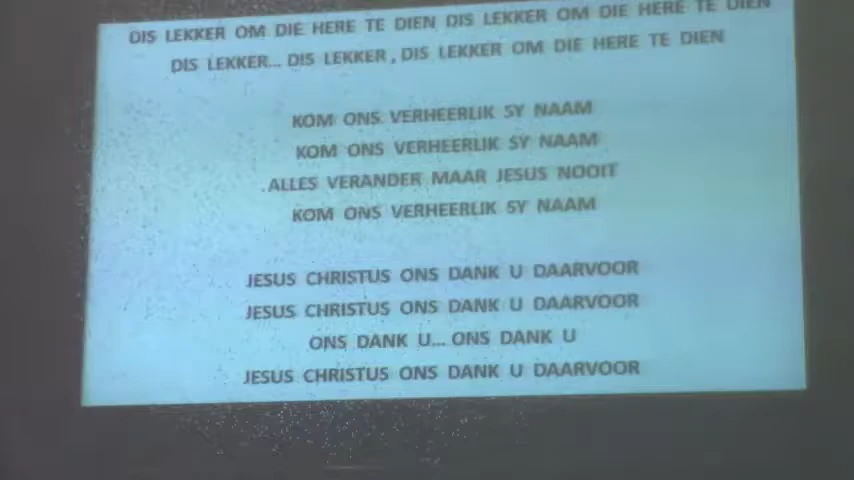 DIS LEKKER OM DIE HERE TE DIEN DIS LEKKER OM DIE HERE TE DIEN
DIS LEKKER... DIS LEKKER, DIS LEKKER OM DIE HERE TE DIEN
KOM ONS VERHEERLIK SY NAAM
KOM ONS VERHEERLIK SY NAAM
ALLES VERANDER MAAR JESUS NOOIT
KOM ONS VERHEERLIK SY NAAM
JESUS CHRISTUS ONS DANK U DAARVOOR
JESUS CHRISTUS ONS DANK U DAARVOOR
ONS DANK U... ONS DANK U
JESUS CHRISTUS ONS DANK U DAARVOOR